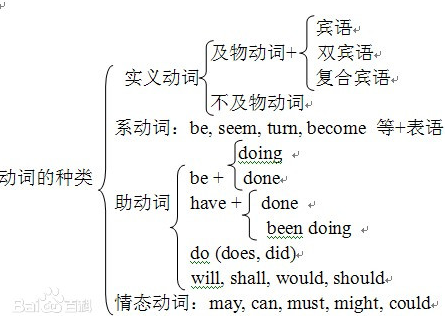 宾语
及物动词+ 双宾语
实义动词 复合宾语
不及物动词
系动词：be, seem, turn, become 等+表语
doing
动词的种类 be + done
助动词 have + done
been doing
do (does, did)
will, shall, would, should
情态动词：may, can, must, might, could
Bai 百科